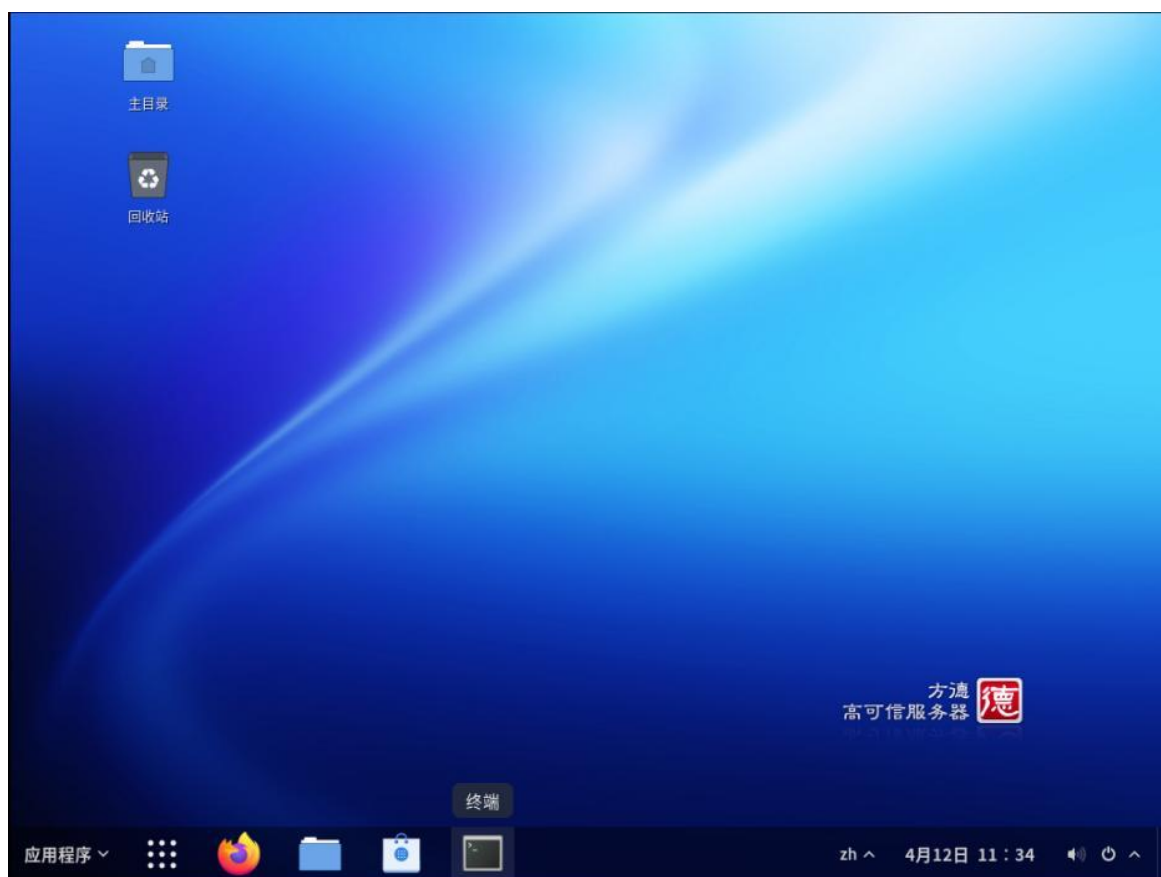 主目录
回收站
方德
高可信服务器
德
终端
应用程序
zh
4月12日 11：34